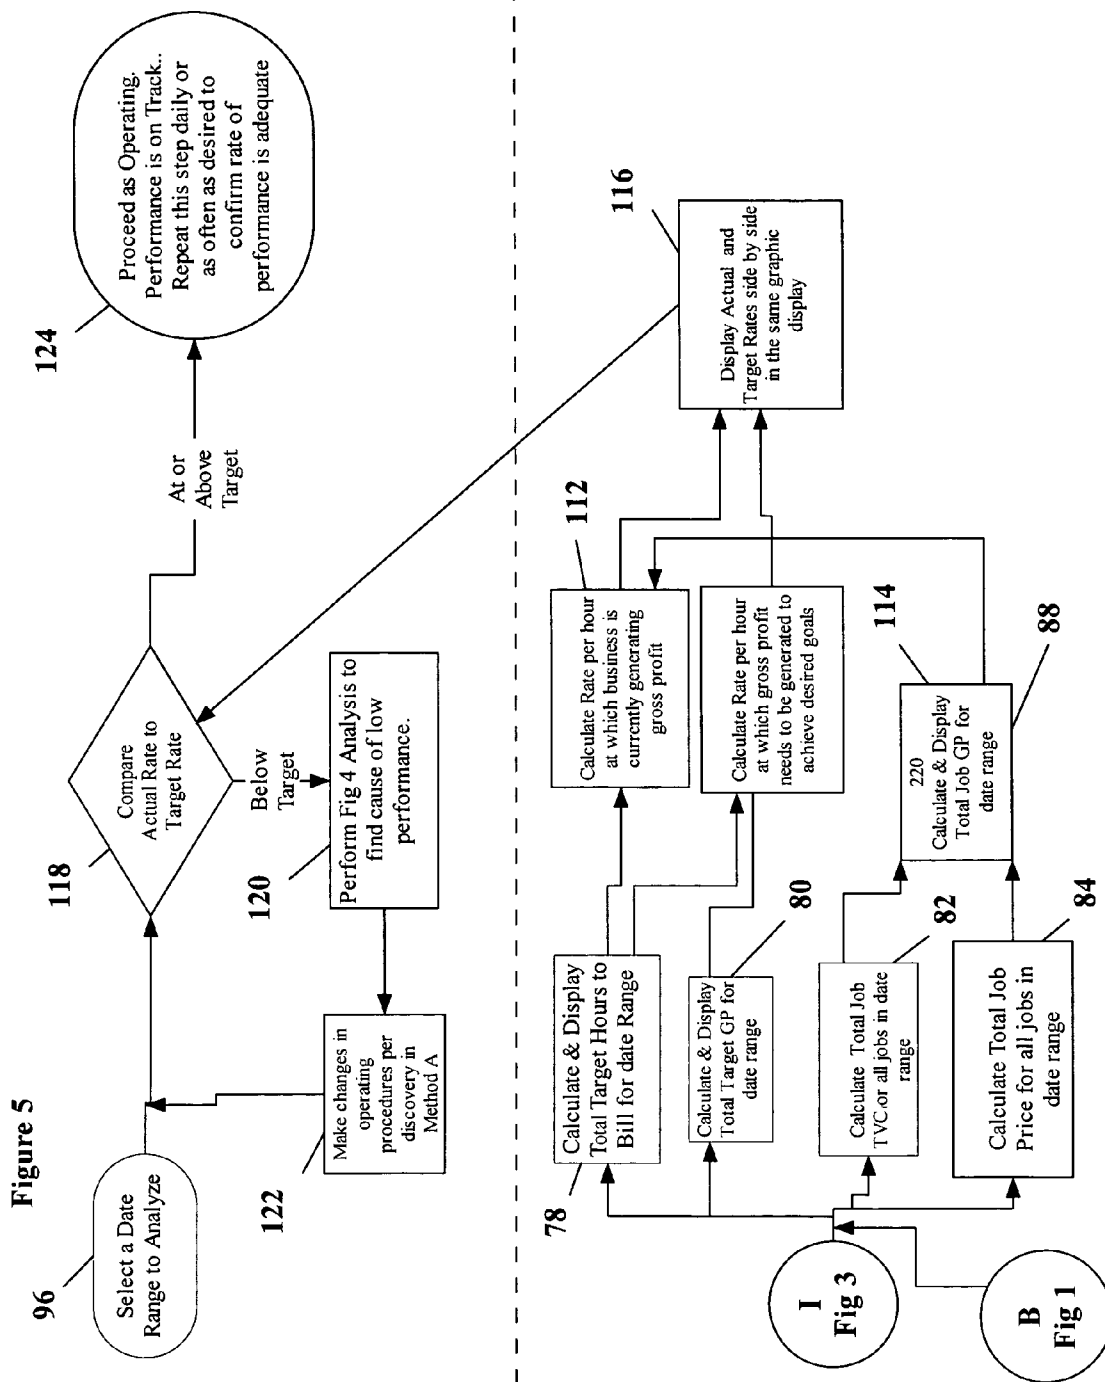 Figure 5
96
Select a Date
Range to Analyze
118
Compare
Actual Rate to
Target Rate
At or
Above
Target
124
Proceed as Operating.
Performance is on Track..
Repeat this step daily or
as often as desired to
confirm rate of
performance is adequate
Below
Target
120
Perform Fig 4 Analysis to
find cause of low
performance.
122
Make changes in
operating
procedures per
discovery in
Method A
78
Calculate & Display
Total Target Hours to
Bill for date Range
112
Calculate Rate per hour
at which business is
currently generating
gross profit
116
Display Actual and
Target Rates side by side
in the same graphic
display
80
Calculate & Display
Total Target GP for
date range
Calculate Rate per hour
at which gross profit
needs to be generated to
achieve desired goals
82
Calculate Total Job
TVC or all jobs in date
range
114
220
Calculate & Display
Total Job GP for
date range
88
84
Calculate Total Job
Price for all jobs in
date range
I
Fig 3
B
Fig 1